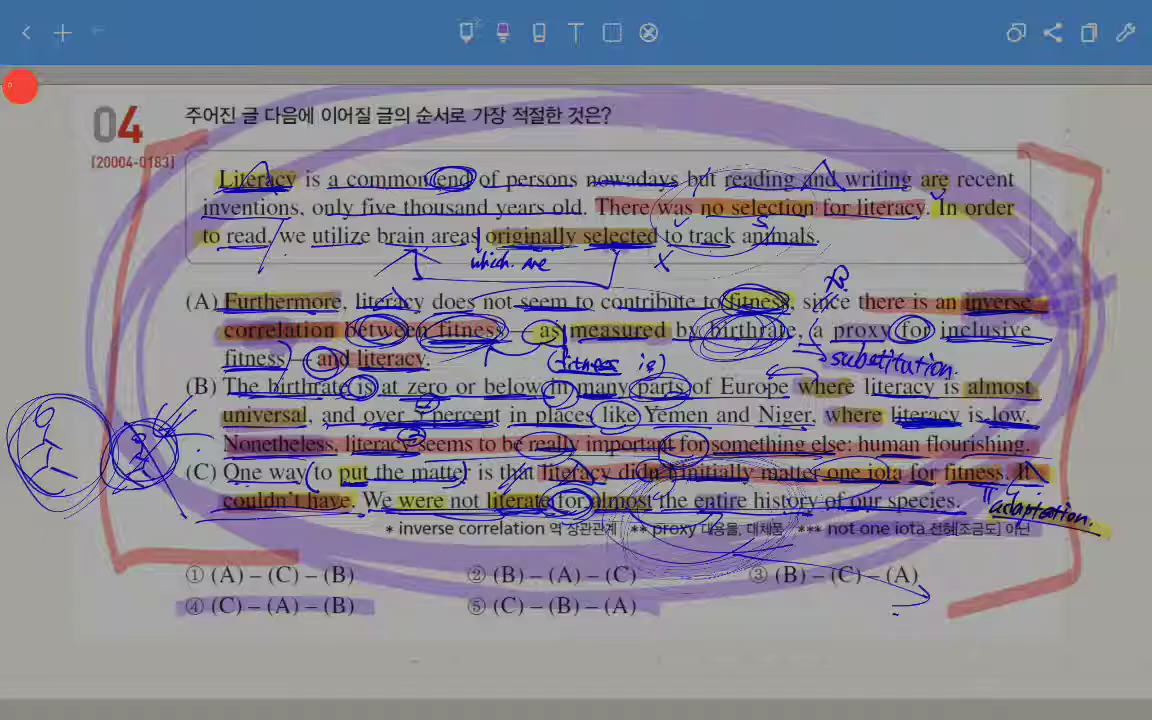 04
[20004-0183]
주어진 글 다음에 이어질 글의 순서로 가장 적절한 것은?
Literacy is a common end of persons nowadays but reading and writing are recent
inventions, only five thousand years old. There was no selection for literacy. In order
to read, we utilize brain areas originally selected to track animals.
which are
(A) Furthermore, literacy does not seem to contribute to fitness, since there is an inverse
correlation between fitness — as measured by birthrate, a proxy for inclusive
fitness — and literacy.
(fitness is)
substitution.
(B) The birthrate is at zero or below in many parts of Europe where literacy is almost
universal, and over 5 percent in places like Yemen and Niger, where literacy is low.
Nonetheless, literacy seems to be really important for something else: human flourishing.
(C) One way to put the matter is that literacy didn't initially matter one iota for fitness. It
couldn't have. We were not literate for almost the entire history of our species.
adaptation.
* inverse correlation 역 상관관계 ** proxy 대용물, 대체품 *** not one iota 전혀[조금도] 아닌
① (A) – (C) – (B) ② (B) – (A) – (C) ③ (B) – (C) – (A)
④ (C) – (A) – (B) ⑤ (C) – (B) – (A)